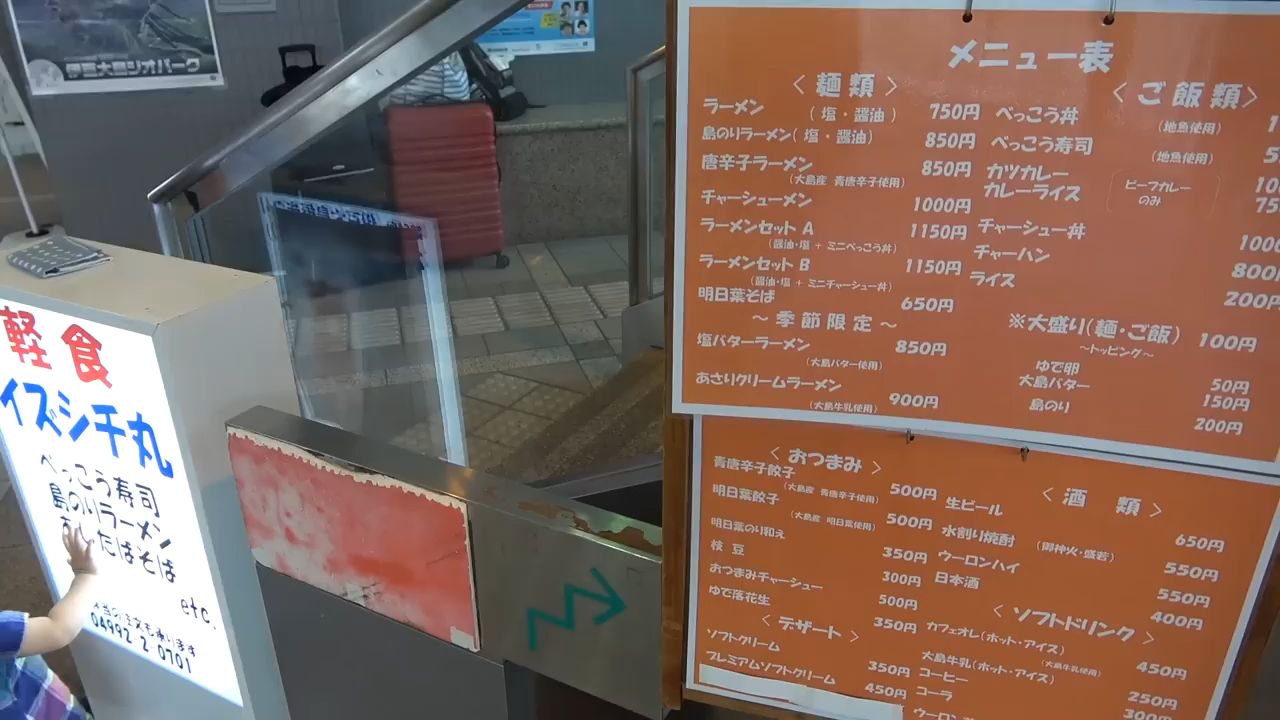 伊豆大島ジオパーク
軽食
イズシチ丸
べっこう寿司
島のりラーメン
あしたばそば
etc.
04992 2 0701
メニュー表
〈 麺 類 〉
ラーメン ( 塩・醤油 ) 750円
島のりラーメン( 塩・醤油 ) 850円
唐辛子ラーメン 850円
(大島産 青唐辛子使用)
チャーシューメン 1000円
ラーメンセット A 1150円
(醤油・塩 + ミニべっこう丼)
ラーメンセット B 1150円
(醤油・塩 + ミニチャーシュー丼)
明日葉そば 650円
〜 季 節 限 定 〜
塩バターラーメン 850円
(大島バター使用)
あさりクリームラーメン 900円
(大島牛乳使用)
〈 ご 飯 類 〉
べっこう丼 (地魚使用)
べっこう寿司 (地魚使用)
カツカレー
カレーライス
ビーフカレー
のみ
チャーシュー丼 1000
チャーハン 800円
ライス 200円
※大盛り(麺・ご飯) 100円
〜トッピング〜
ゆで卵 50円
大島バター 150円
島のり 200円
〈 おつまみ 〉
青唐辛子餃子 500円
(大島産 青唐辛子使用)
明日葉餃子 500円
(大島産 明日葉使用)
明日葉のり和え 350円
枝 豆 300円
おつまみチャーシュー 500円
ゆで落花生 350円
〈 デザート 〉
ソフトクリーム 350円
プレミアムソフトクリーム 450円
〈 酒 類 〉
生ビール 650円
水割り焼酎 (御神火・盛若) 550円
ウーロンハイ 550円
日本酒 400円
〈 ソフトドリンク 〉
カフェオレ(ホット・アイス) 450円
(大島牛乳使用)
大島牛乳(ホット・アイス) 250円
コーヒー 300円
コーラ